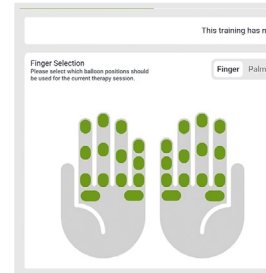 This training has
Finger Selection
Please select which balloon positions should
be used for the current therapy session.
Finger Palm